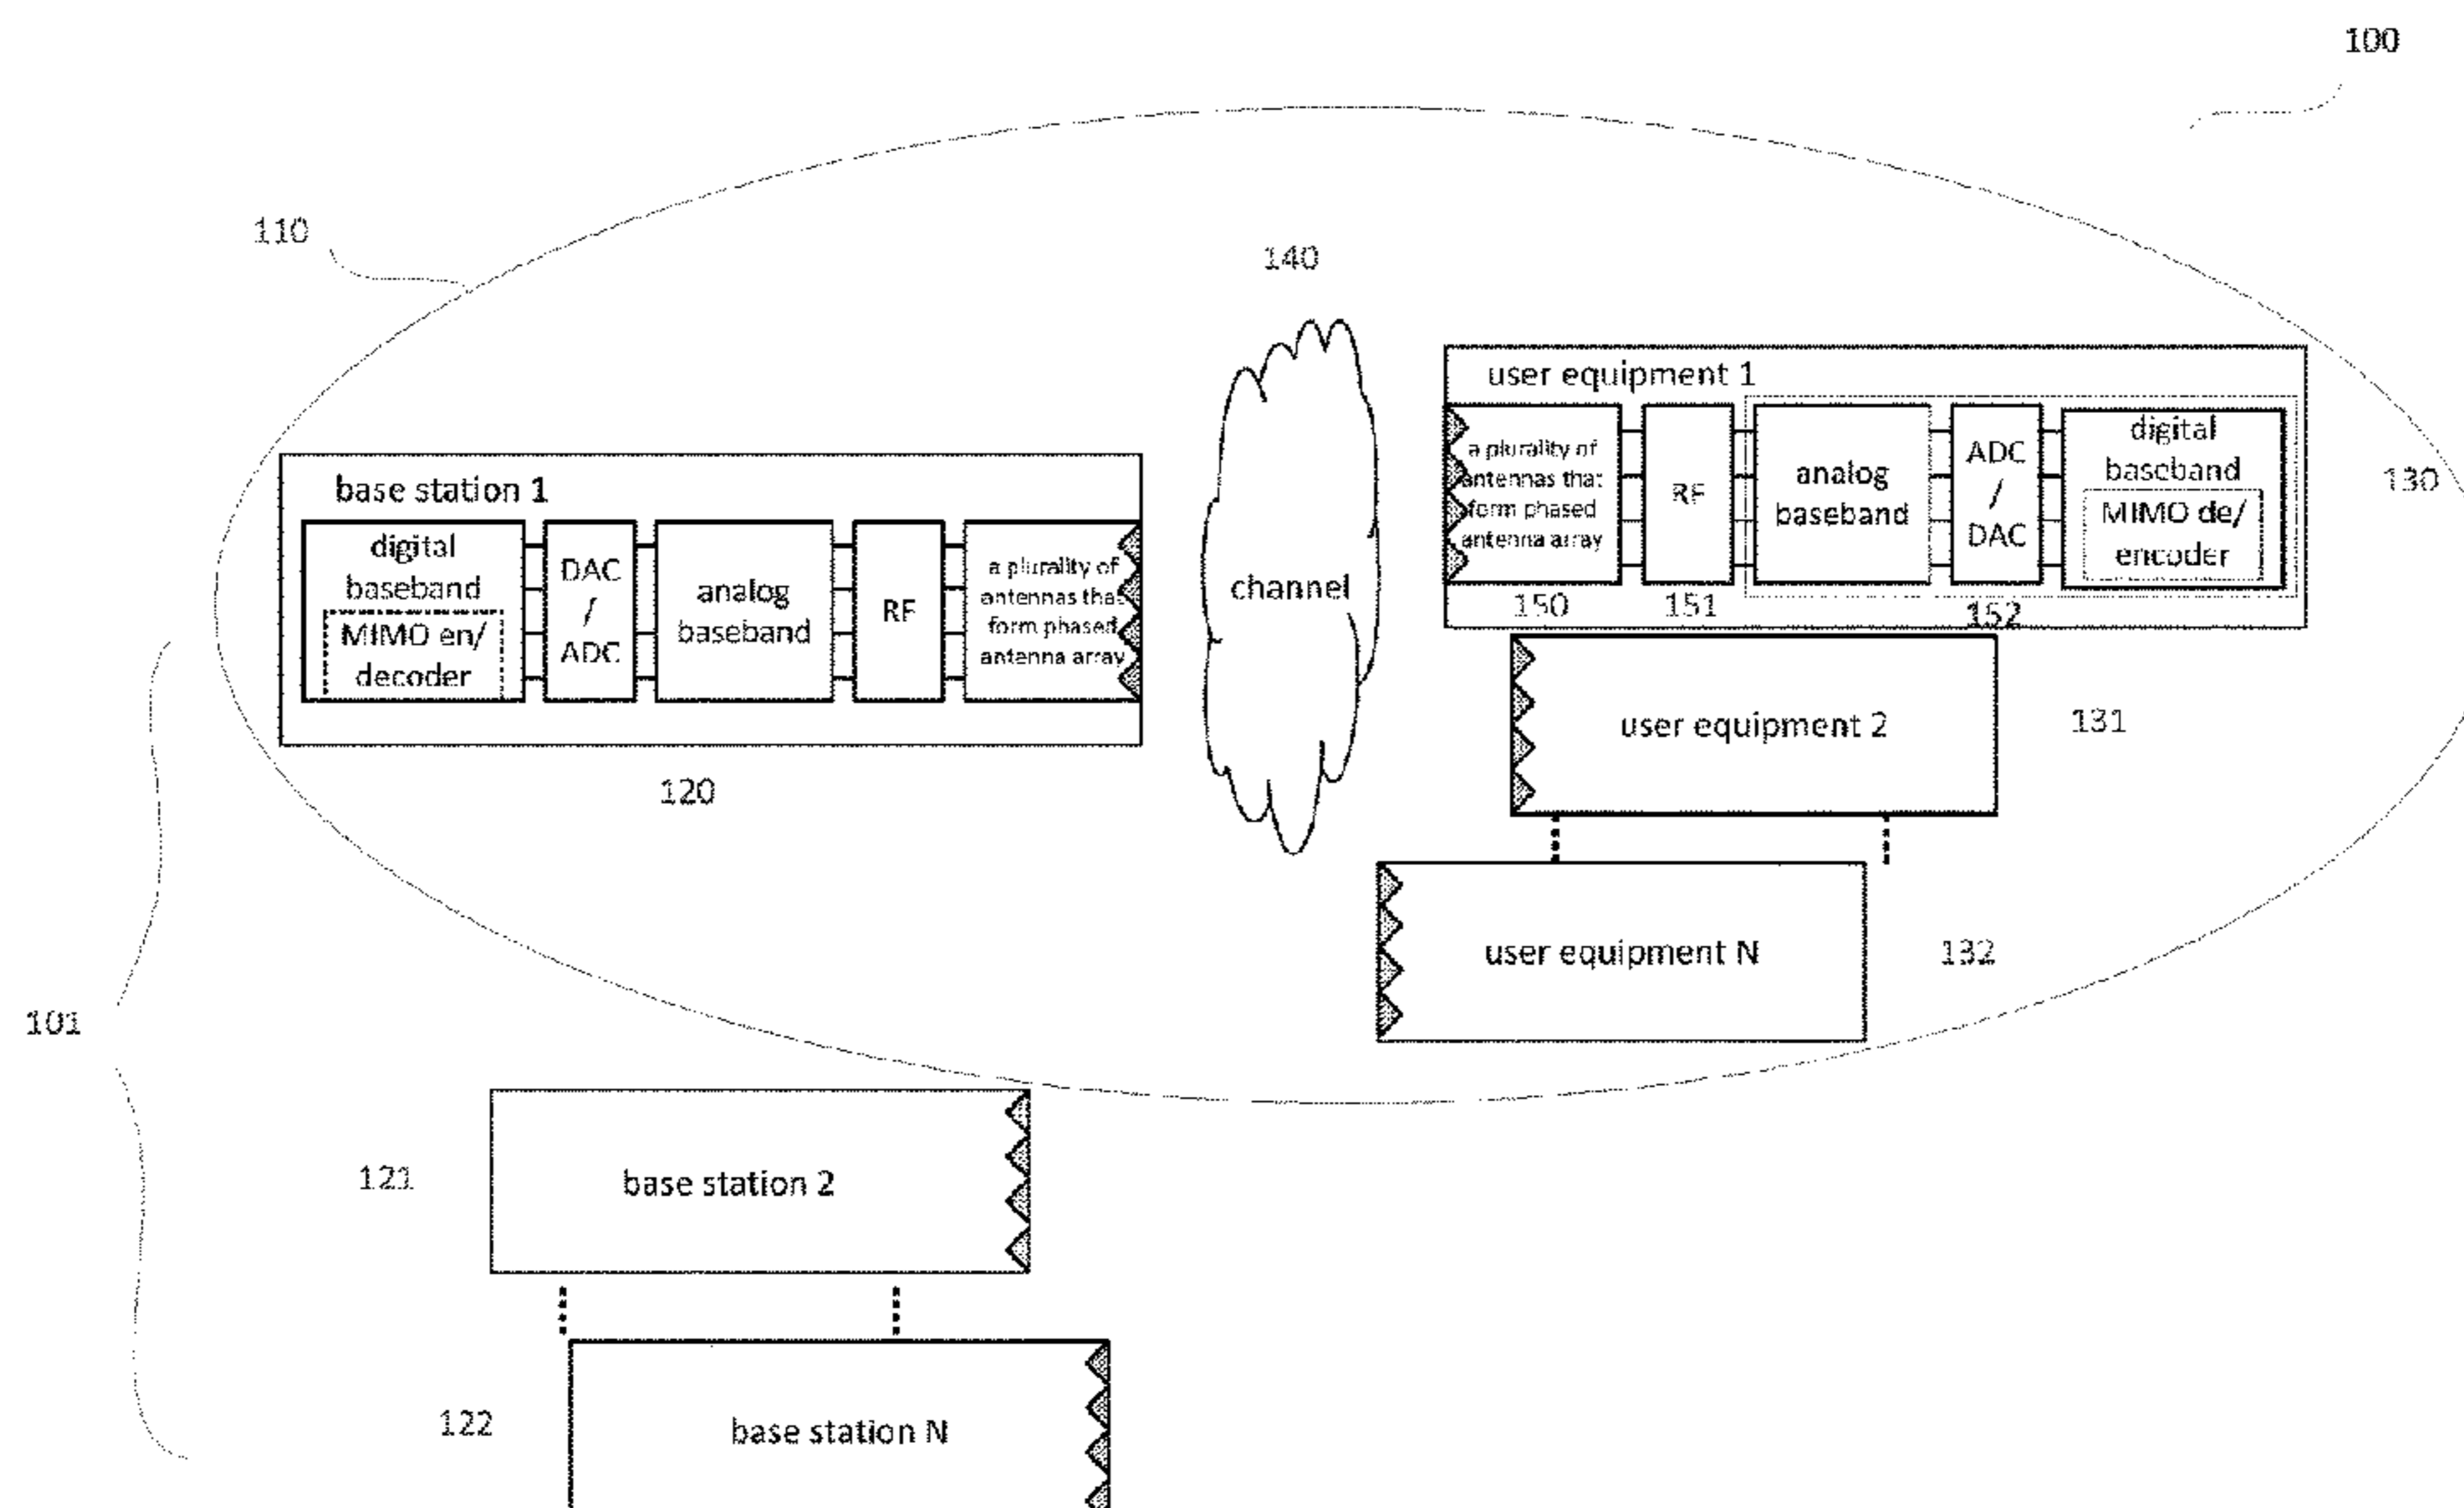 100
110
140
user equipment 1
a plurality of
antennas that
form phased
antenna array
RF
analog
baseband
ADC
/
DAC
digital
baseband
MIMO de/
encoder
130
150
151
152
base station 1
digital
baseband
MIMO en/
decoder
DAC
/
ADC
analog
baseband
RF
a plurality of
antennas that
form phased
antenna array
channel
120
user equipment 2
131
user equipment N
132
101
121
base station 2
122
base station N